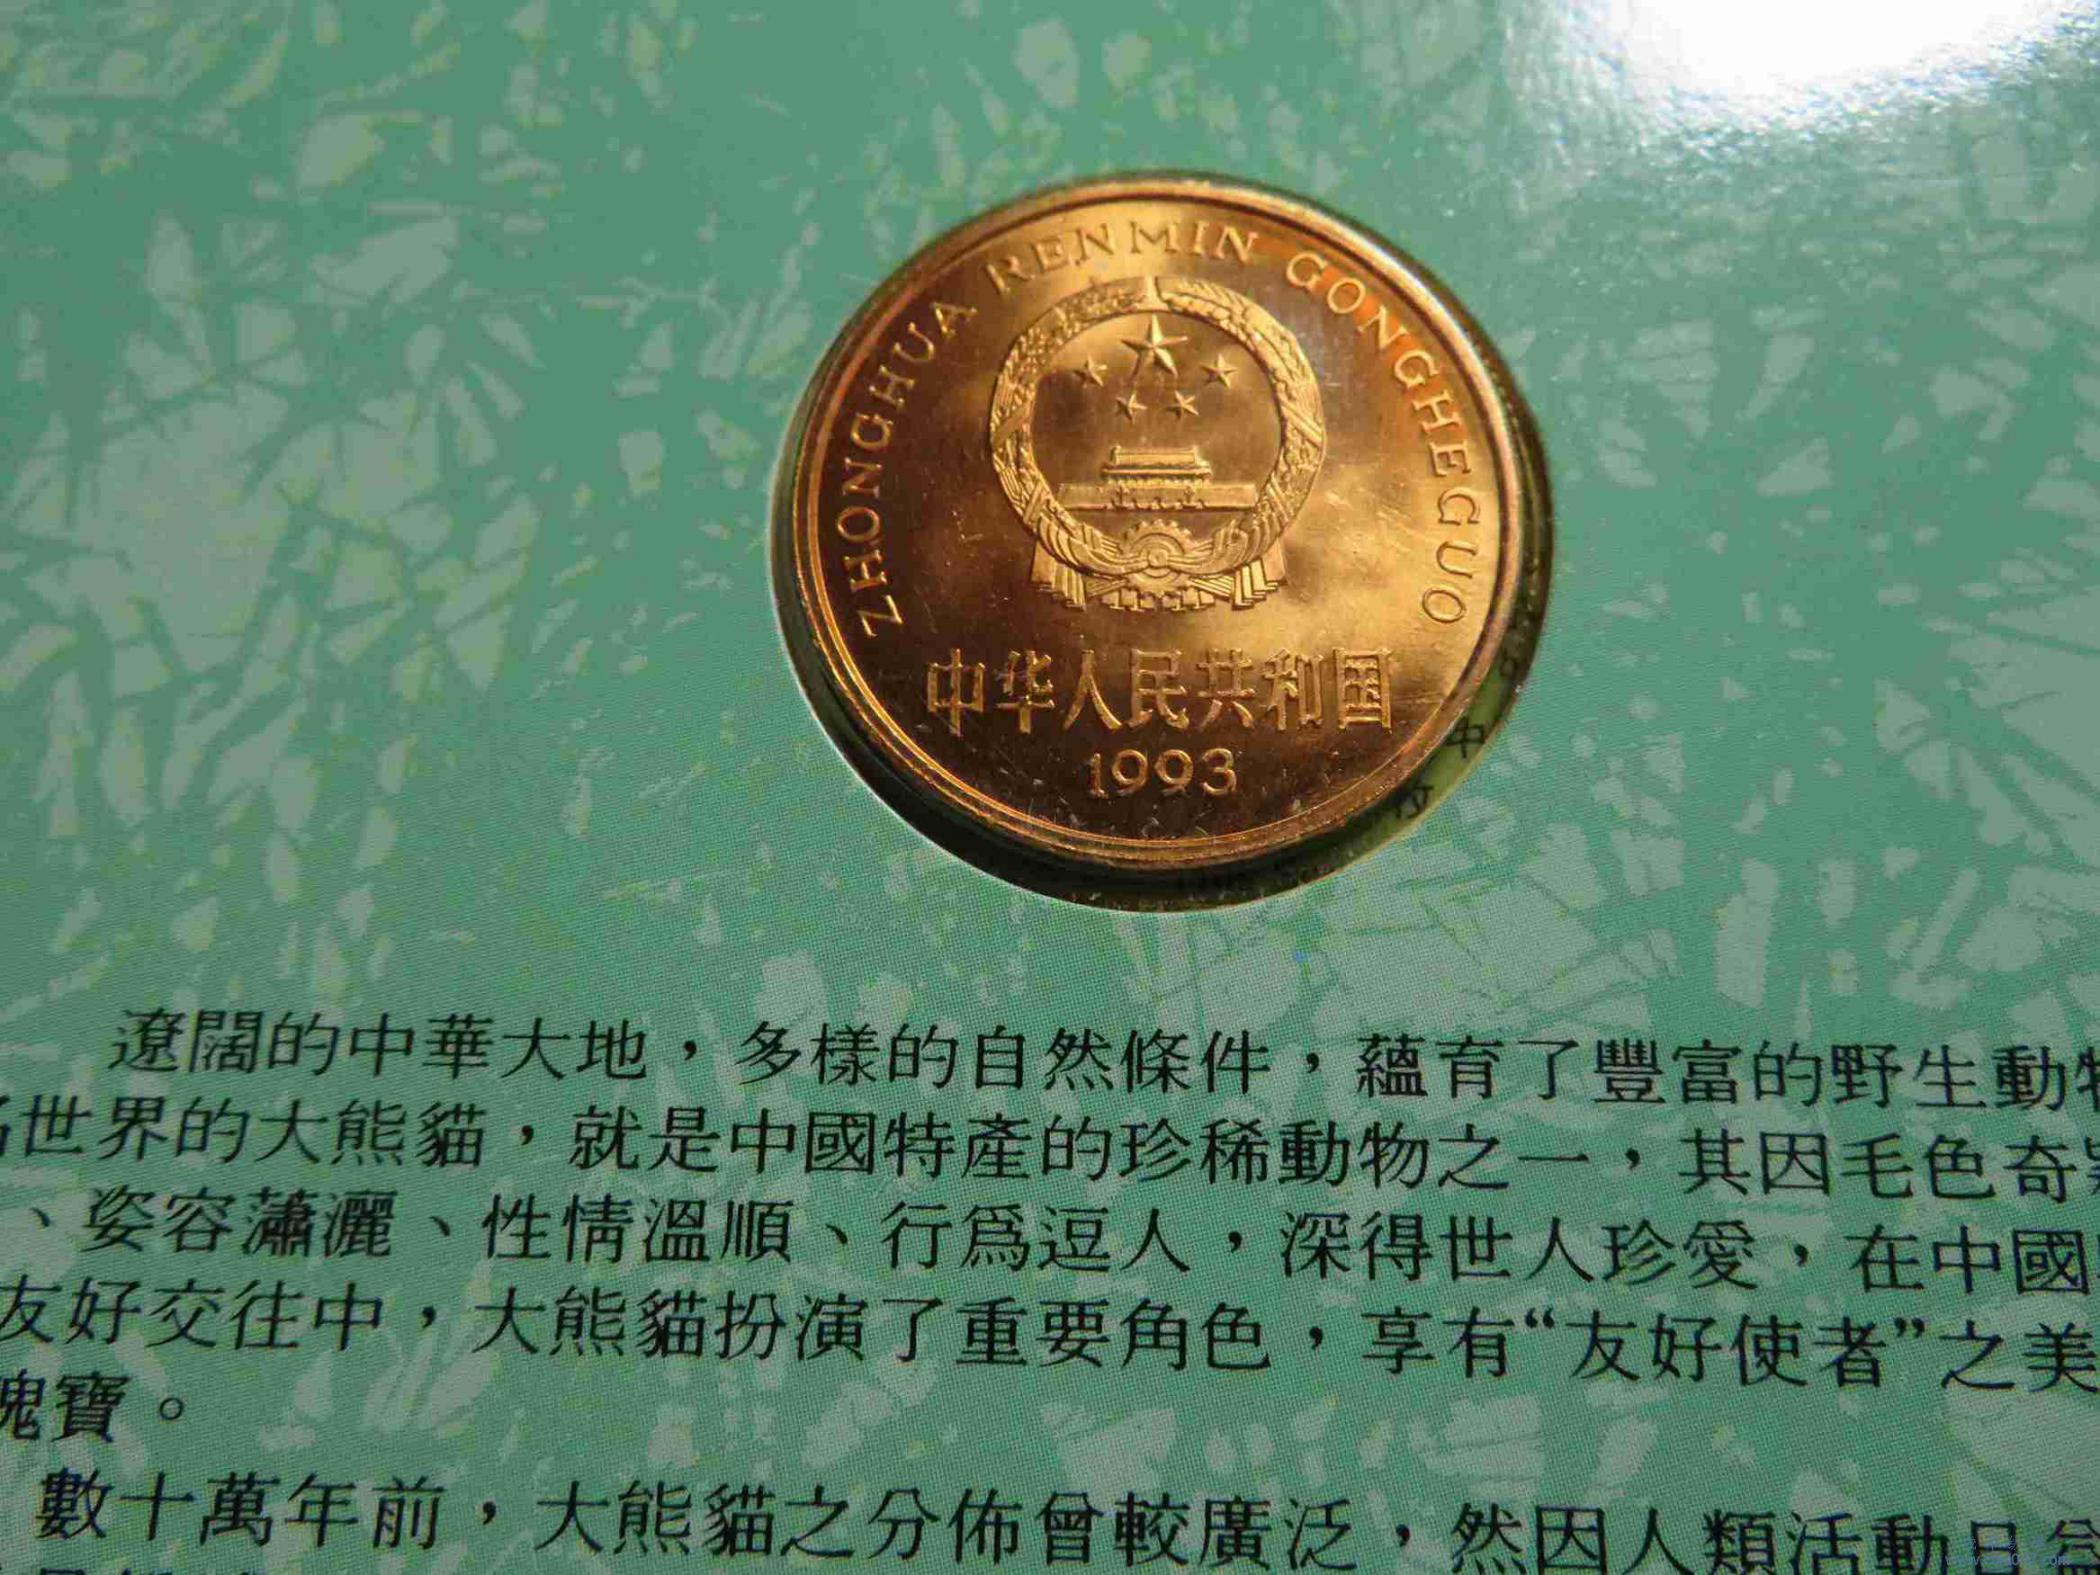 ZHONGHUA RENMIN GONGHEGUO
中华人民共和国
1993
遼闊的中華大地，多樣的自然條件，蘊育了豐富的野生動物
世界的大熊貓，就是中國特產的珍稀動物之一，其因毛色奇
、姿容瀟灑、性情溫順、行爲逗人，深得世人珍愛，在中國
友好交往中，大熊貓扮演了重要角色，享有“友好使者”之美
瑰寶。
數十萬年前，大熊貓之分佈曾較廣泛，然因人類活動日益